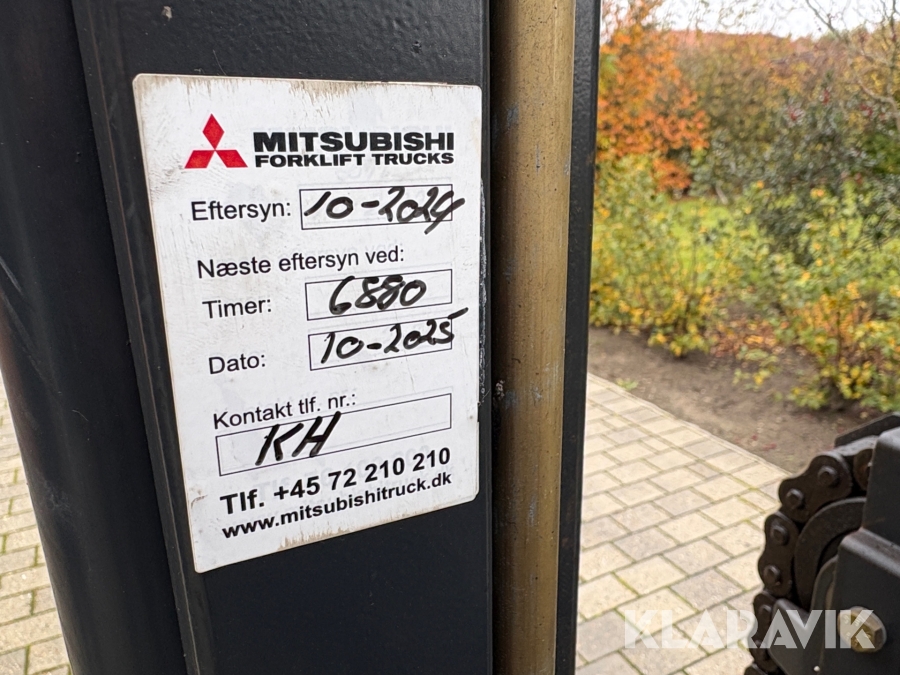 MITSUBISHI
FORKLIFT TRUCKS
Eftersyn: 10-2024
Næste eftersyn ved:
Timer: 6880
Dato: 10-2025
Kontakt tlf. nr.:
KH
Tlf. +45 72 210 210
www.mitsubishitruck.dk
KLARAVIK